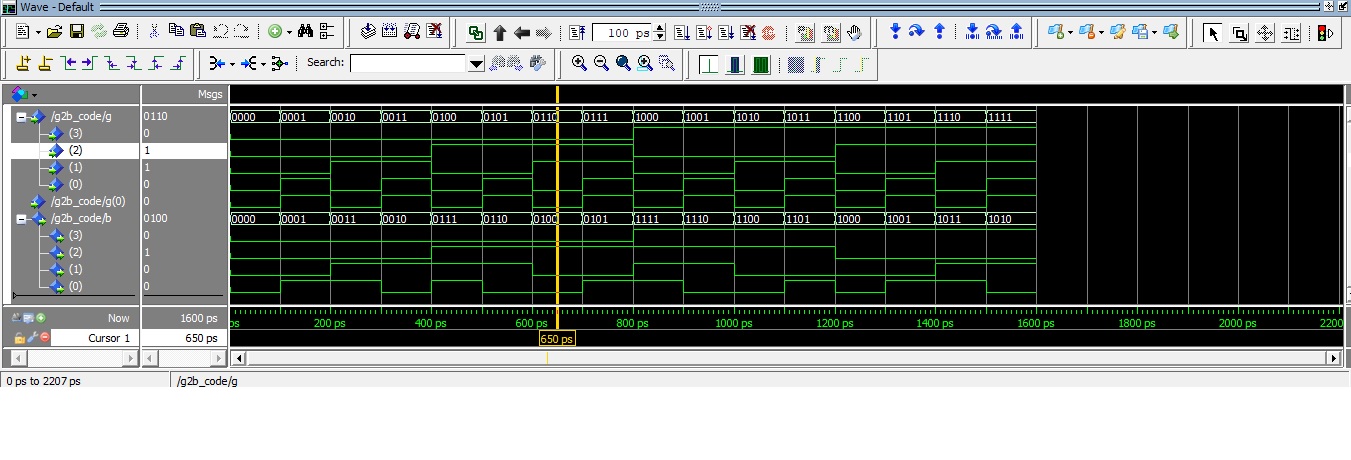 Wave - Default
100 ps
Search:
Msgs
/g2b_code/g 0110 0000 0001 0010 0011 0100 0101 0110 0111 1000 1001 1010 1011 1100 1101 1110 1111
(3) 0
(2) 1
(1) 1
(0) 0
/g2b_code/g(0) 0
/g2b_code/b 0100 0000 0001 0011 0010 0111 0110 0100 0101 1111 1110 1100 1101 1000 1001 1011 1010
(3) 0
(2) 1
(1) 0
(0) 0
Now 1600 ps ps 200 ps 400 ps 600 ps 800 ps 1000 ps 1200 ps 1400 ps 1600 ps 1800 ps 2000 ps 2200
Cursor 1 650 ps 650 ps
0 ps to 2207 ps /g2b_code/g